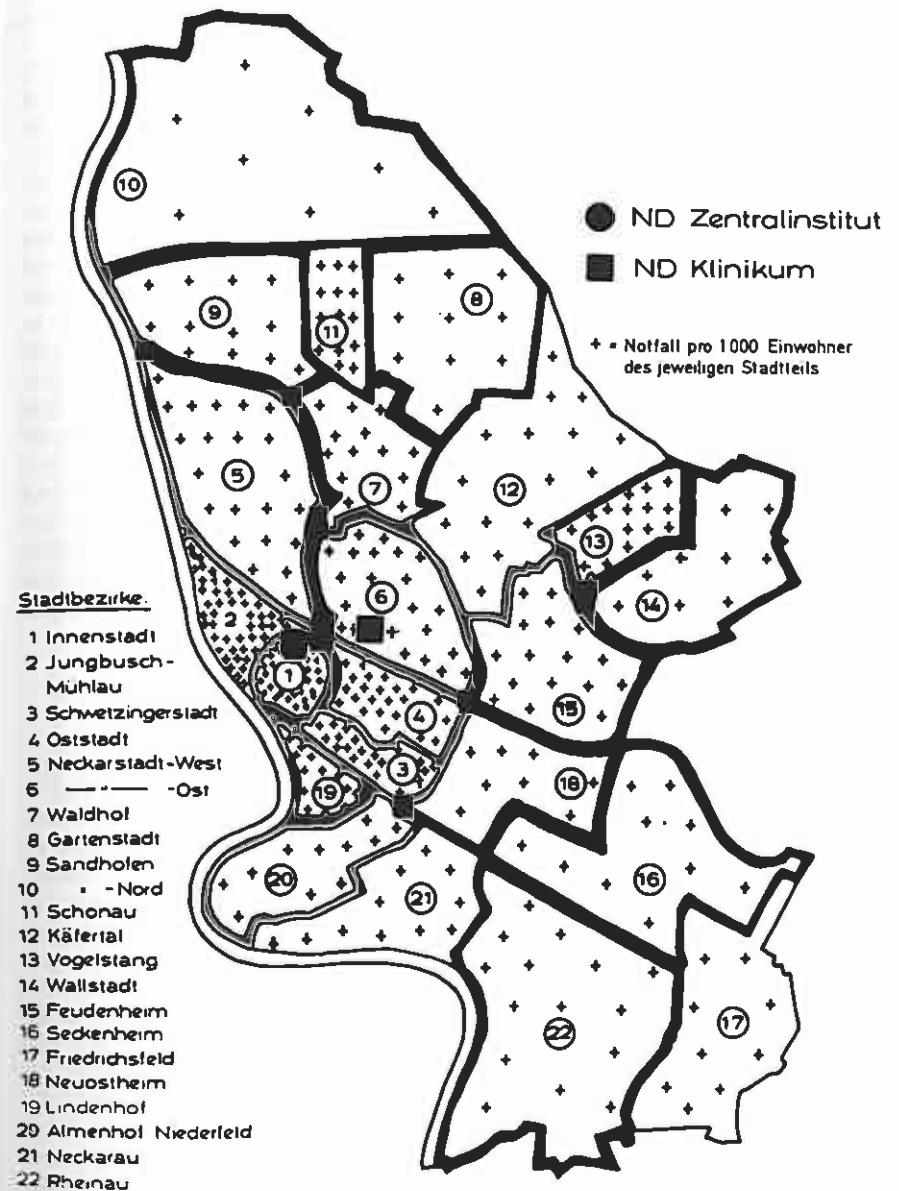 10
ND Zentralinstitut
ND Klinikum
+ = Notfall pro 1000 Einwohner
des jeweiligen Stadtteils
9
11
8
5
7
12
13
14
6
2
1
4
15
3
18
19
20
21
16
22
17
Stadtbezirke.
1 Innenstadt
2 Jungbusch-
Mühlau
3 Schwetzingerstadt
4 Oststadt
5 Neckarstadt-West
6 — " — -Ost
7 Waldhof
8 Gartenstadt
9 Sandhofen
10 " -Nord
11 Schonau
12 Käfertal
13 Vogelstang
14 Wallstadt
15 Feudenheim
16 Seckenheim
17 Friedrichsfeld
18 Neuostheim
19 Lindenhof
20 Almenhof Niederfeld
21 Neckarau
22 Rheinau